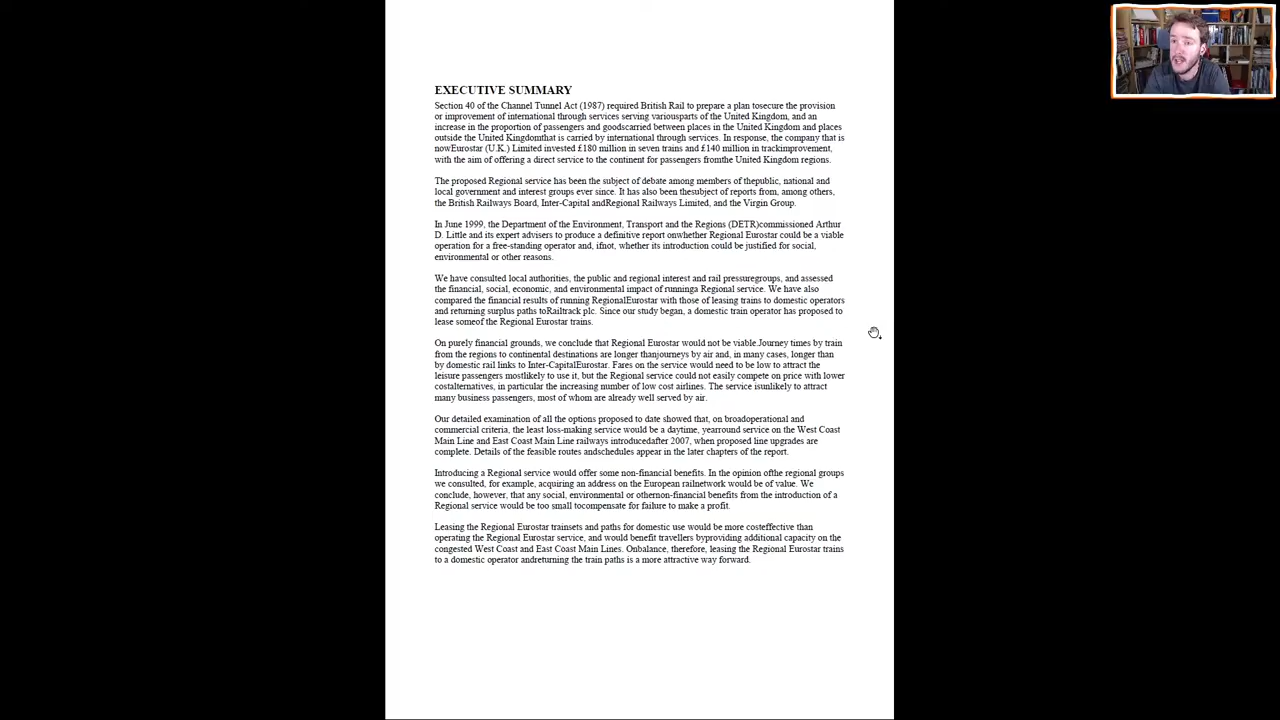 EXECUTIVE SUMMARY
Section 40 of the Channel Tunnel Act (1987) required British Rail to prepare a plan tosecure the provision
or improvement of international through services serving variousparts of the United Kingdom, and an
increase in the proportion of passengers and goodscarried between places in the United Kingdom and places
outside the United Kingdomthat is carried by international through services. In response, the company that is
nowEurostar (U.K.) Limited invested £180 million in seven trains and £140 million in trackimprovement,
with the aim of offering a direct service to the continent for passengers fromthe United Kingdom regions.
The proposed Regional service has been the subject of debate among members of thepublic, national and
local government and interest groups ever since. It has also been thesubject of reports from, among others,
the British Railways Board, Inter-Capital andRegional Railways Limited, and the Virgin Group.
In June 1999, the Department of the Environment, Transport and the Regions (DETR)commissioned Arthur
D. Little and its expert advisers to produce a definitive report onwhether Regional Eurostar could be a viable
operation for a free-standing operator and, ifnot, whether its introduction could be justified for social,
environmental or other reasons.
We have consulted local authorities, the public and regional interest and rail pressuregroups, and assessed
the financial, social, economic, and environmental impact of runninga Regional service. We have also
compared the financial results of running RegionalEurostar with those of leasing trains to domestic operators
and returning surplus paths toRailtrack plc. Since our study began, a domestic train operator has proposed to
lease someof the Regional Eurostar trains.
On purely financial grounds, we conclude that Regional Eurostar would not be viable.Journey times by train
from the regions to continental destinations are longer thanjourneys by air and, in many cases, longer than
by domestic rail links to Inter-CapitalEurostar. Fares on the service would need to be low to attract the
leisure passengers mostlikely to use it, but the Regional service could not easily compete on price with lower
costalternatives, in particular the increasing number of low cost airlines. The service isunlikely to attract
many business passengers, most of whom are already well served by air.
Our detailed examination of all the options proposed to date showed that, on broadoperational and
commercial criteria, the least loss-making service would be a daytime, yearround service on the West Coast
Main Line and East Coast Main Line railways introducedafter 2007, when proposed line upgrades are
complete. Details of the feasible routes andschedules appear in the later chapters of the report.
Introducing a Regional service would offer some non-financial benefits. In the opinion ofthe regional groups
we consulted, for example, acquiring an address on the European railnetwork would be of value. We
conclude, however, that any social, environmental or othernon-financial benefits from the introduction of a
Regional service would be too small tocompensate for failure to make a profit.
Leasing the Regional Eurostar trainsets and paths for domestic use would be more costeffective than
operating the Regional Eurostar service, and would benefit travellers byproviding additional capacity on the
congested West Coast and East Coast Main Lines. Onbalance, therefore, leasing the Regional Eurostar trains
to a domestic operator andreturning the train paths is a more attractive way forward.